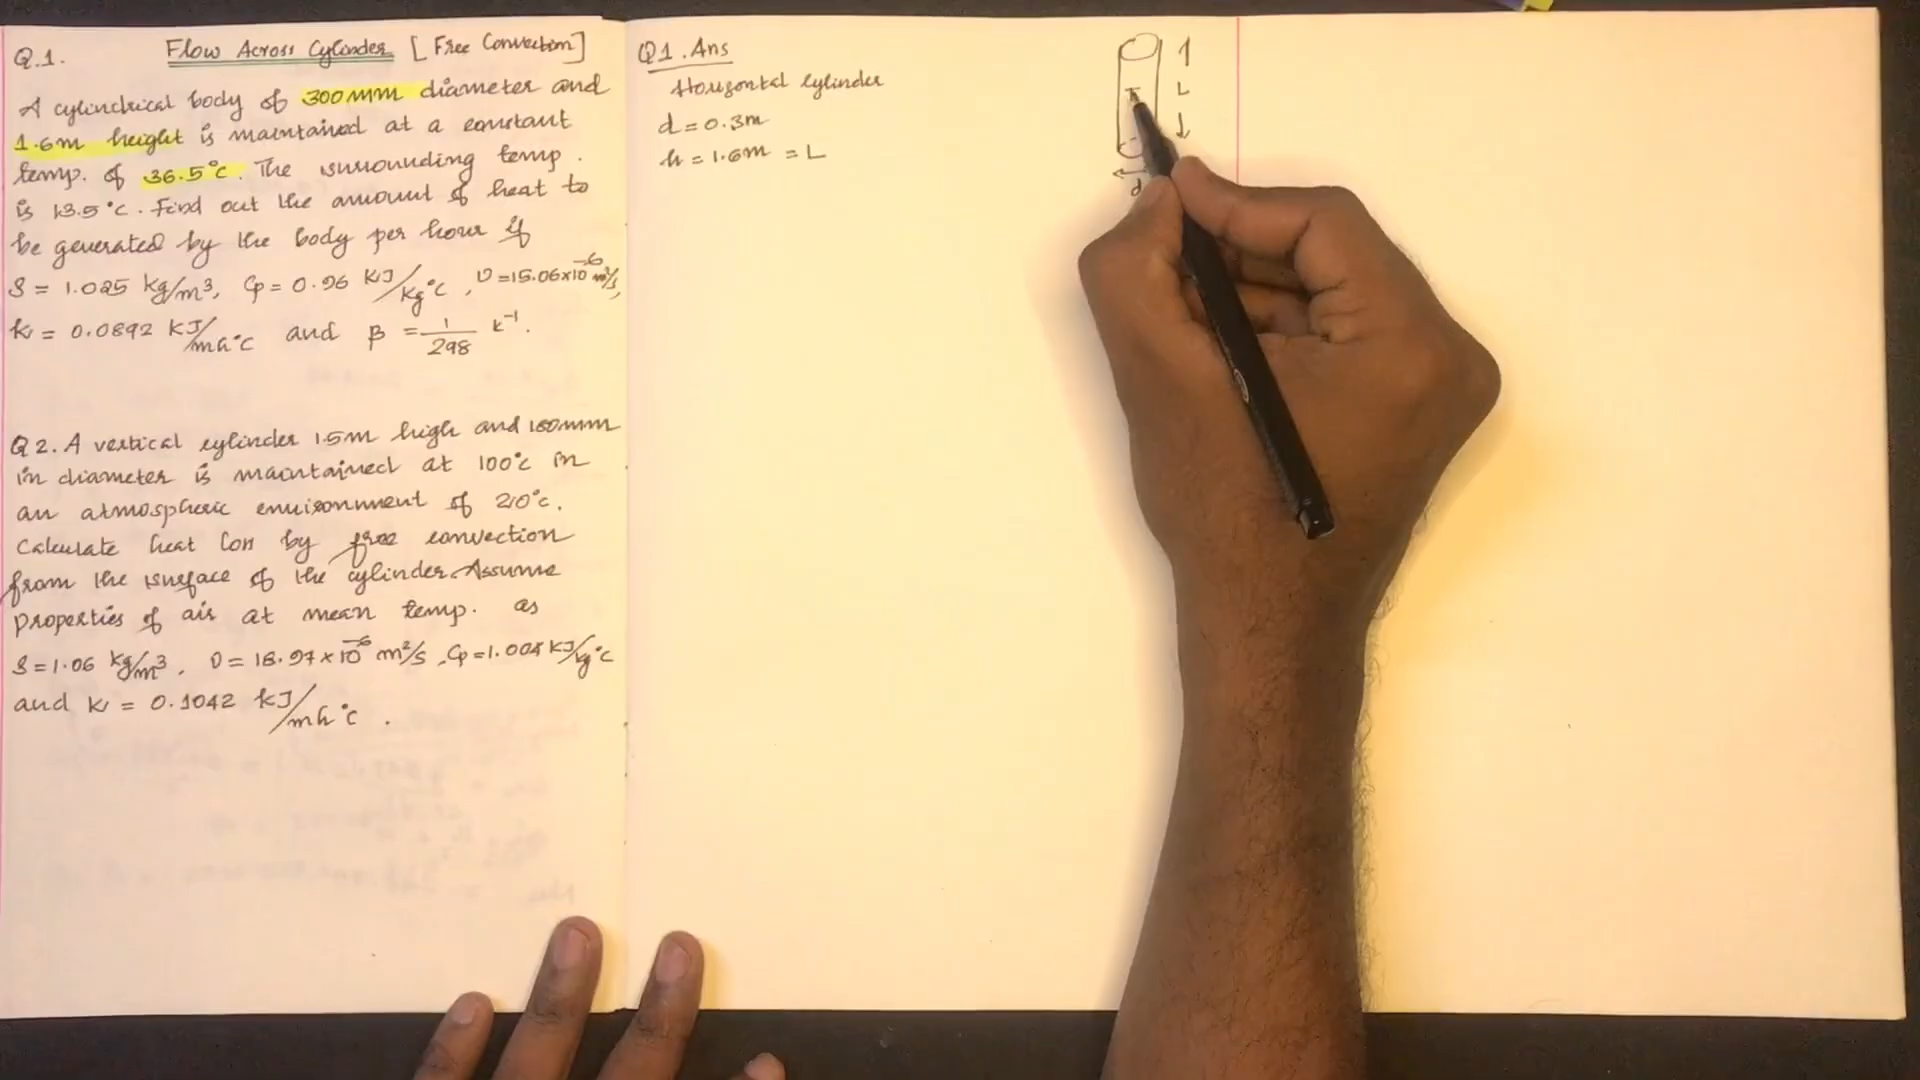 Q.1. Flow Across Cylinder [Free Convection]
A cylindrical body of 300mm diameter and
1.6m height is maintained at a constant
temp. of 36.5°C. The surrounding temp.
is 13.5°C. Find out the amount of heat to
be generated by the body per hour if
ρ = 1.025 kg/m³, Cp = 0.96 KJ/kg°C, υ = 15.06×10⁻⁶ m²/s,
k = 0.0892 KJ/mh°C and β = 1/298 K⁻¹.
Q2. A vertical cylinder 1.5m high and 180mm
in diameter is maintained at 100°C in
an atmospheric environment of 20°C.
Calculate heat loss by free convection
from the surface of the cylinder. Assume
properties of air at mean temp. as
ρ = 1.06 kg/m³, υ = 18.97×10⁻⁶ m²/s, Cp = 1.004 KJ/kg°C
and k = 0.1042 kJ/mh°C.
Q1. Ans
Horizontal cylinder
d = 0.3m
h = 1.6m = L
L
d